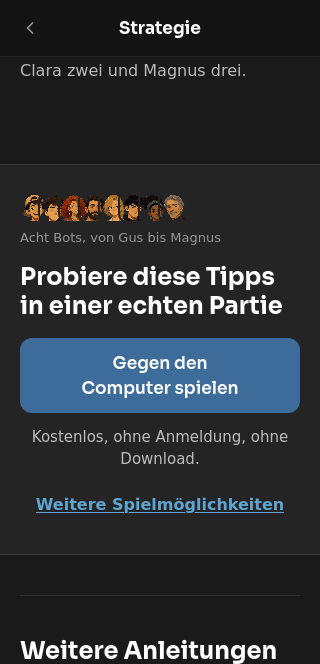 Strategie
Clara zwei und Magnus drei.
Acht Bots, von Gus bis Magnus
Probiere diese Tipps
in einer echten Partie
Gegen den
Computer spielen
Kostenlos, ohne Anmeldung, ohne
Download.
Weitere Spielmöglichkeiten
Weitere Anleitungen